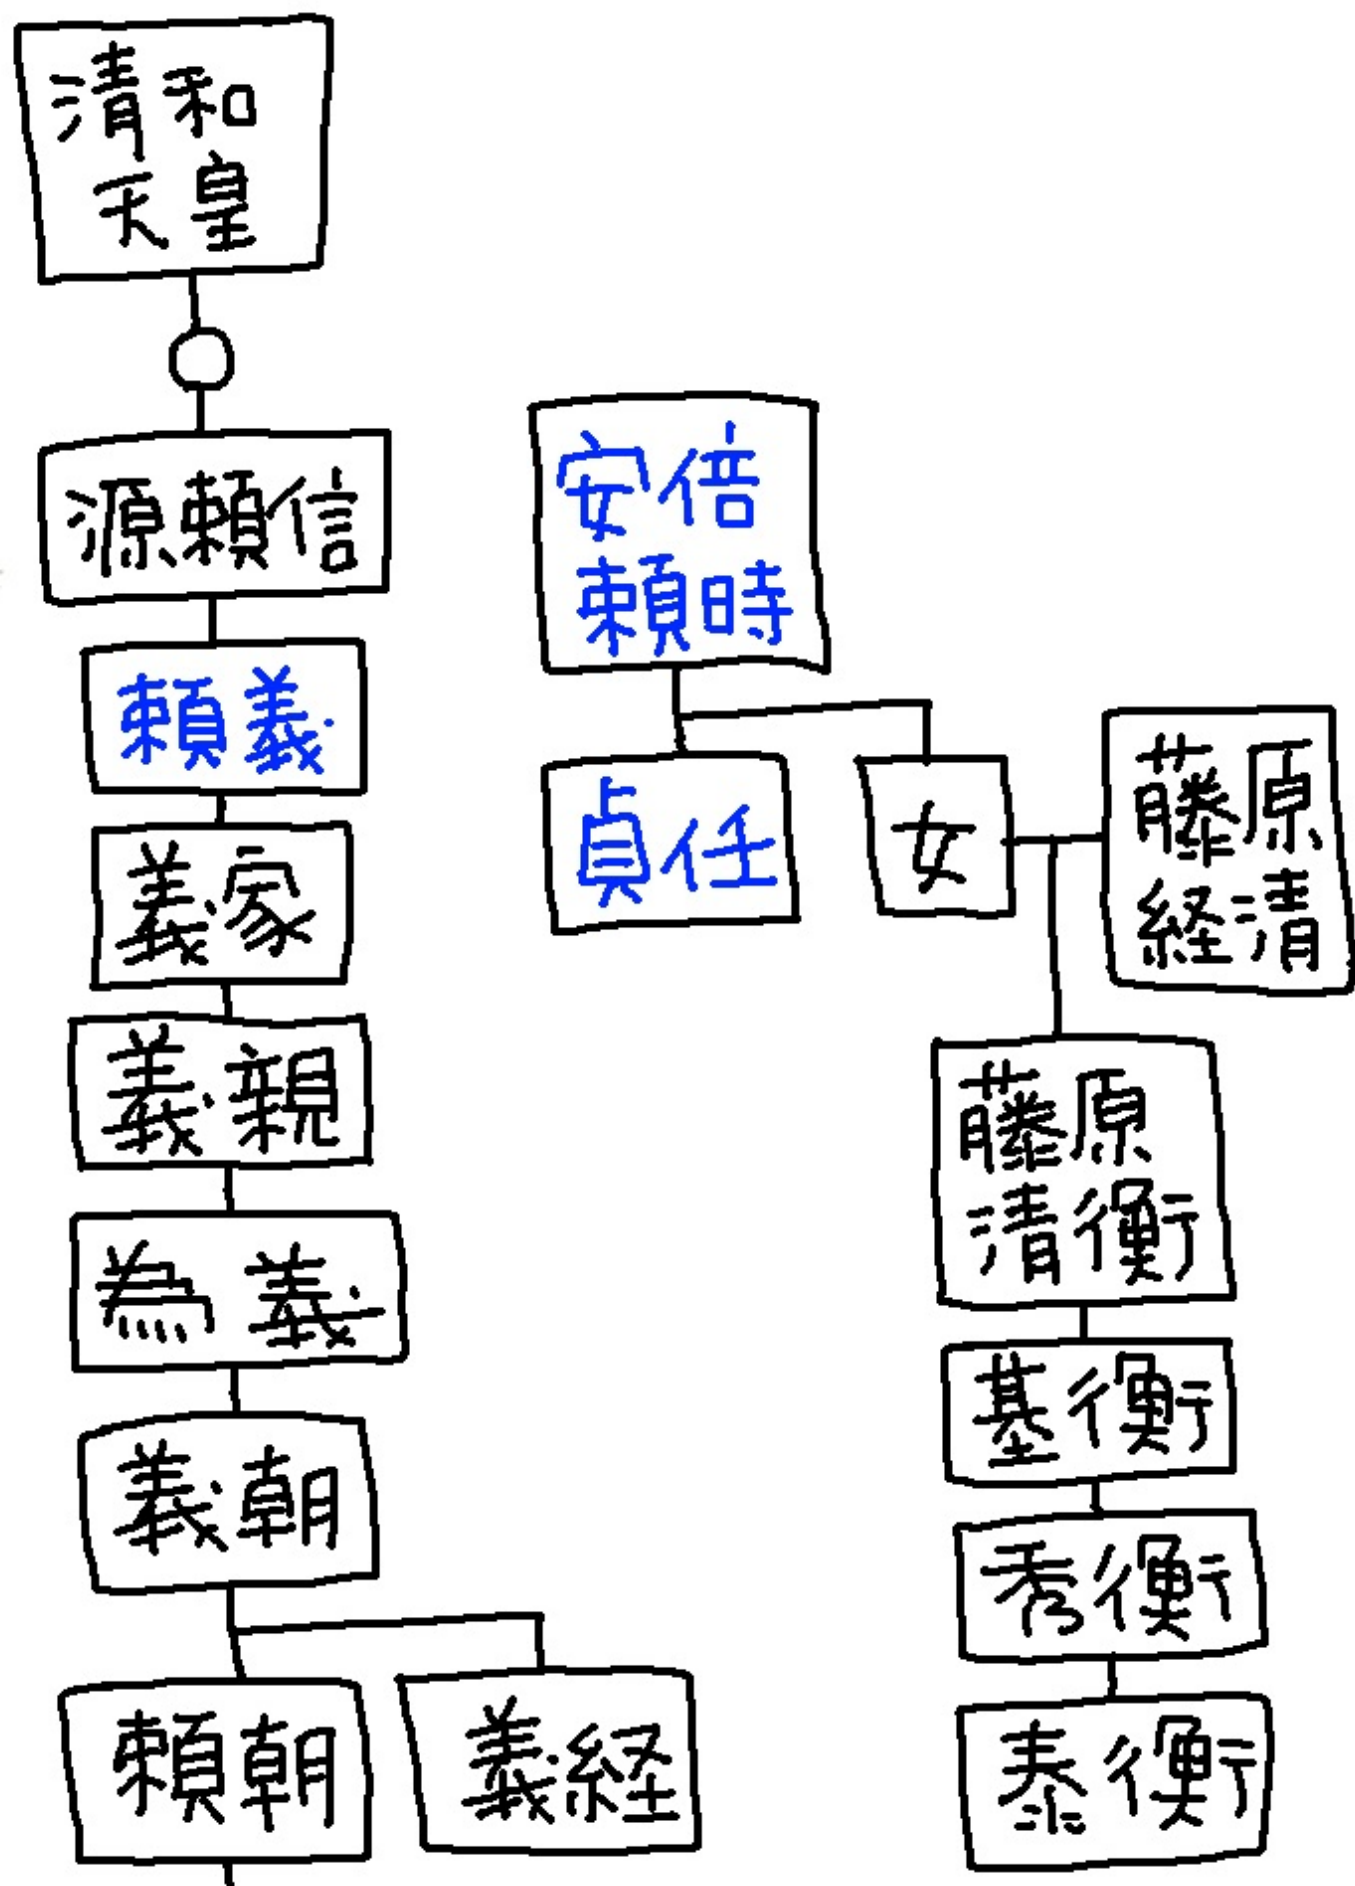 清和
天皇
源頼信
頼義
義家
義親
為義
義朝
頼朝
義経
安倍
頼時
貞任
女
藤原
経清
藤原
清衡
基衡
秀衡
泰衡